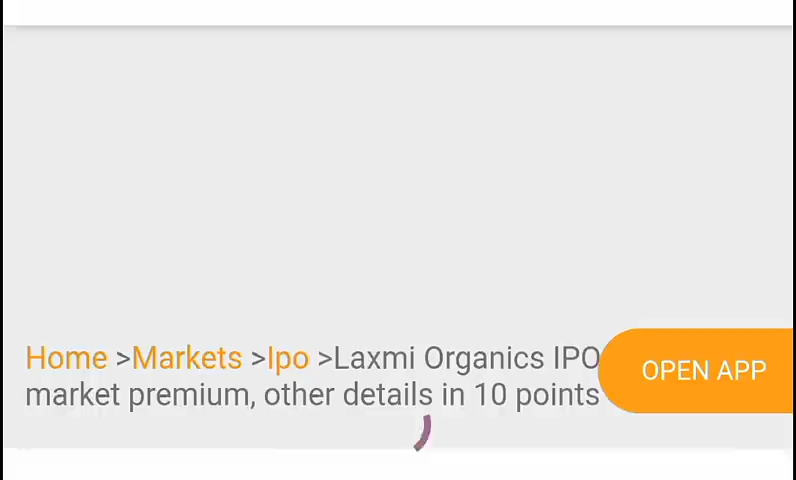 Home >Markets >Ipo >Laxmi Organics IPO
market premium, other details in 10 points
OPEN APP